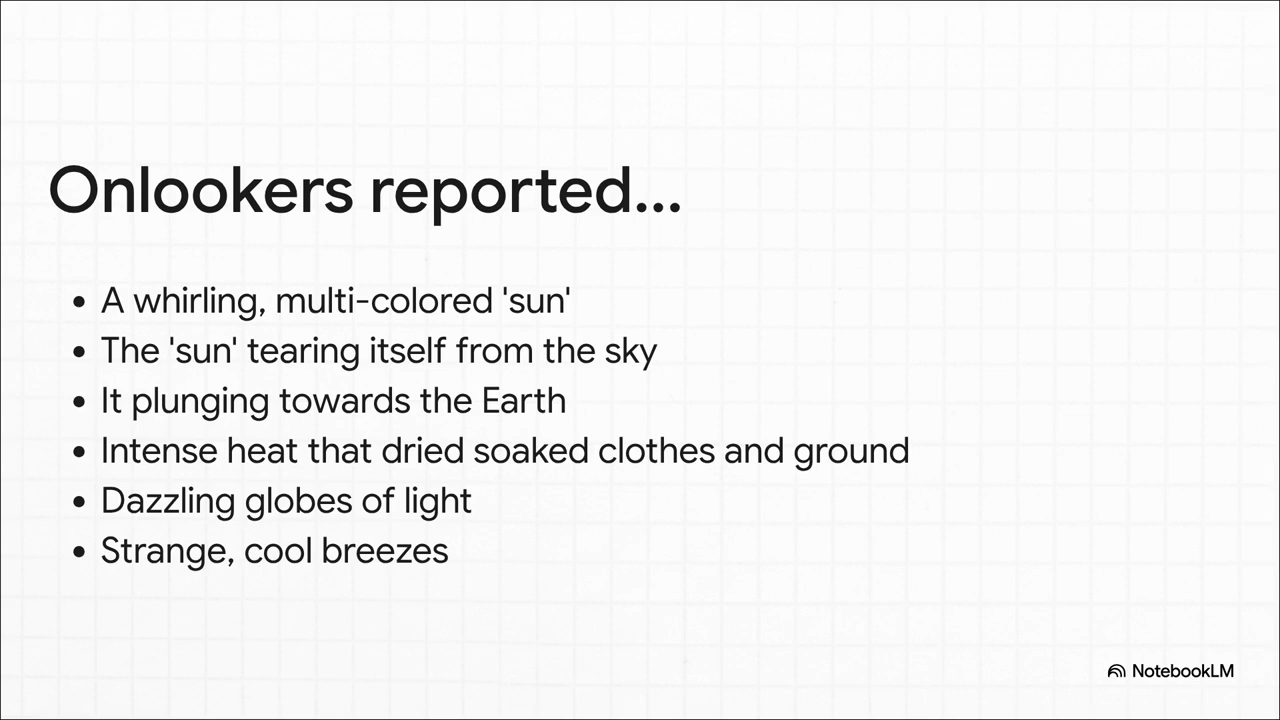 Onlookers reported...
• A whirling, multi-colored 'sun'
• The 'sun' tearing itself from the sky
• It plunging towards the Earth
• Intense heat that dried soaked clothes and ground
• Dazzling globes of light
• Strange, cool breezes
NotebookLM